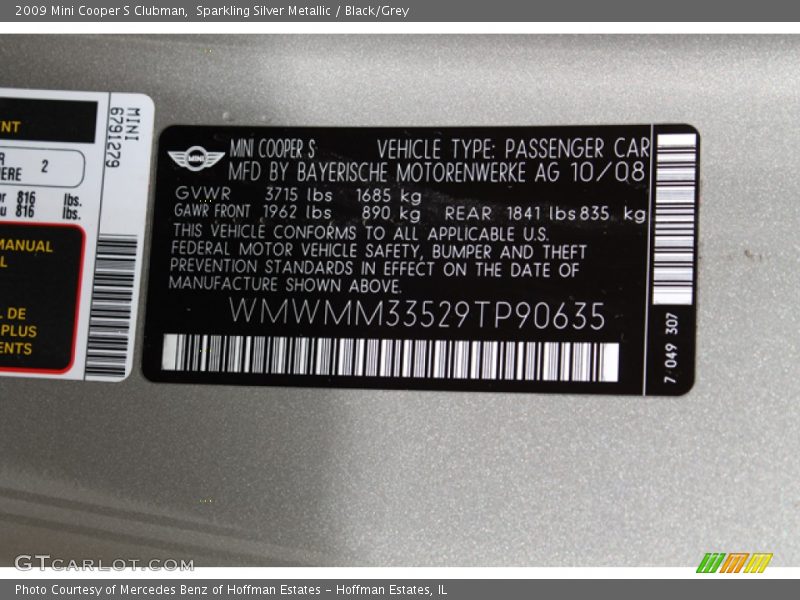 2009 Mini Cooper S Clubman,  Sparkling Silver Metallic / Black/Grey
MINI
6791279
NT
2
816 lbs.
816 lbs.
MANUAL
L
DE
PLUS
ENTS
MINI
MINI COOPER S VEHICLE TYPE: PASSENGER CAR
MFD BY BAYERISCHE MOTORENWERKE AG 10/08
GVWR 3715 lbs 1685 kg
GAWR FRONT 1962 lbs 890 kg REAR 1841 lbs 835 kg
THIS VEHICLE CONFORMS TO ALL APPLICABLE U.S.
FEDERAL MOTOR VEHICLE SAFETY, BUMPER AND THEFT
PREVENTION STANDARDS IN EFFECT ON THE DATE OF
MANUFACTURE SHOWN ABOVE.
WMWMM33529TP90635
7 049 307
GTCARLOT.COM
Photo Courtesy of Mercedes Benz of Hoffman Estates - Hoffman Estates, IL